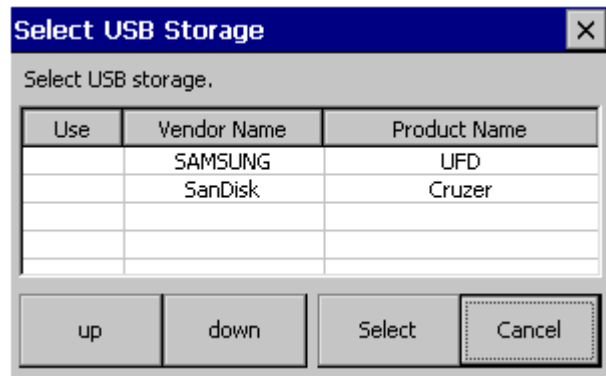 Select USB Storage
Select USB storage.
Use Vendor Name Product Name
SAMSUNG UFD
SanDisk Cruzer
up down Select Cancel